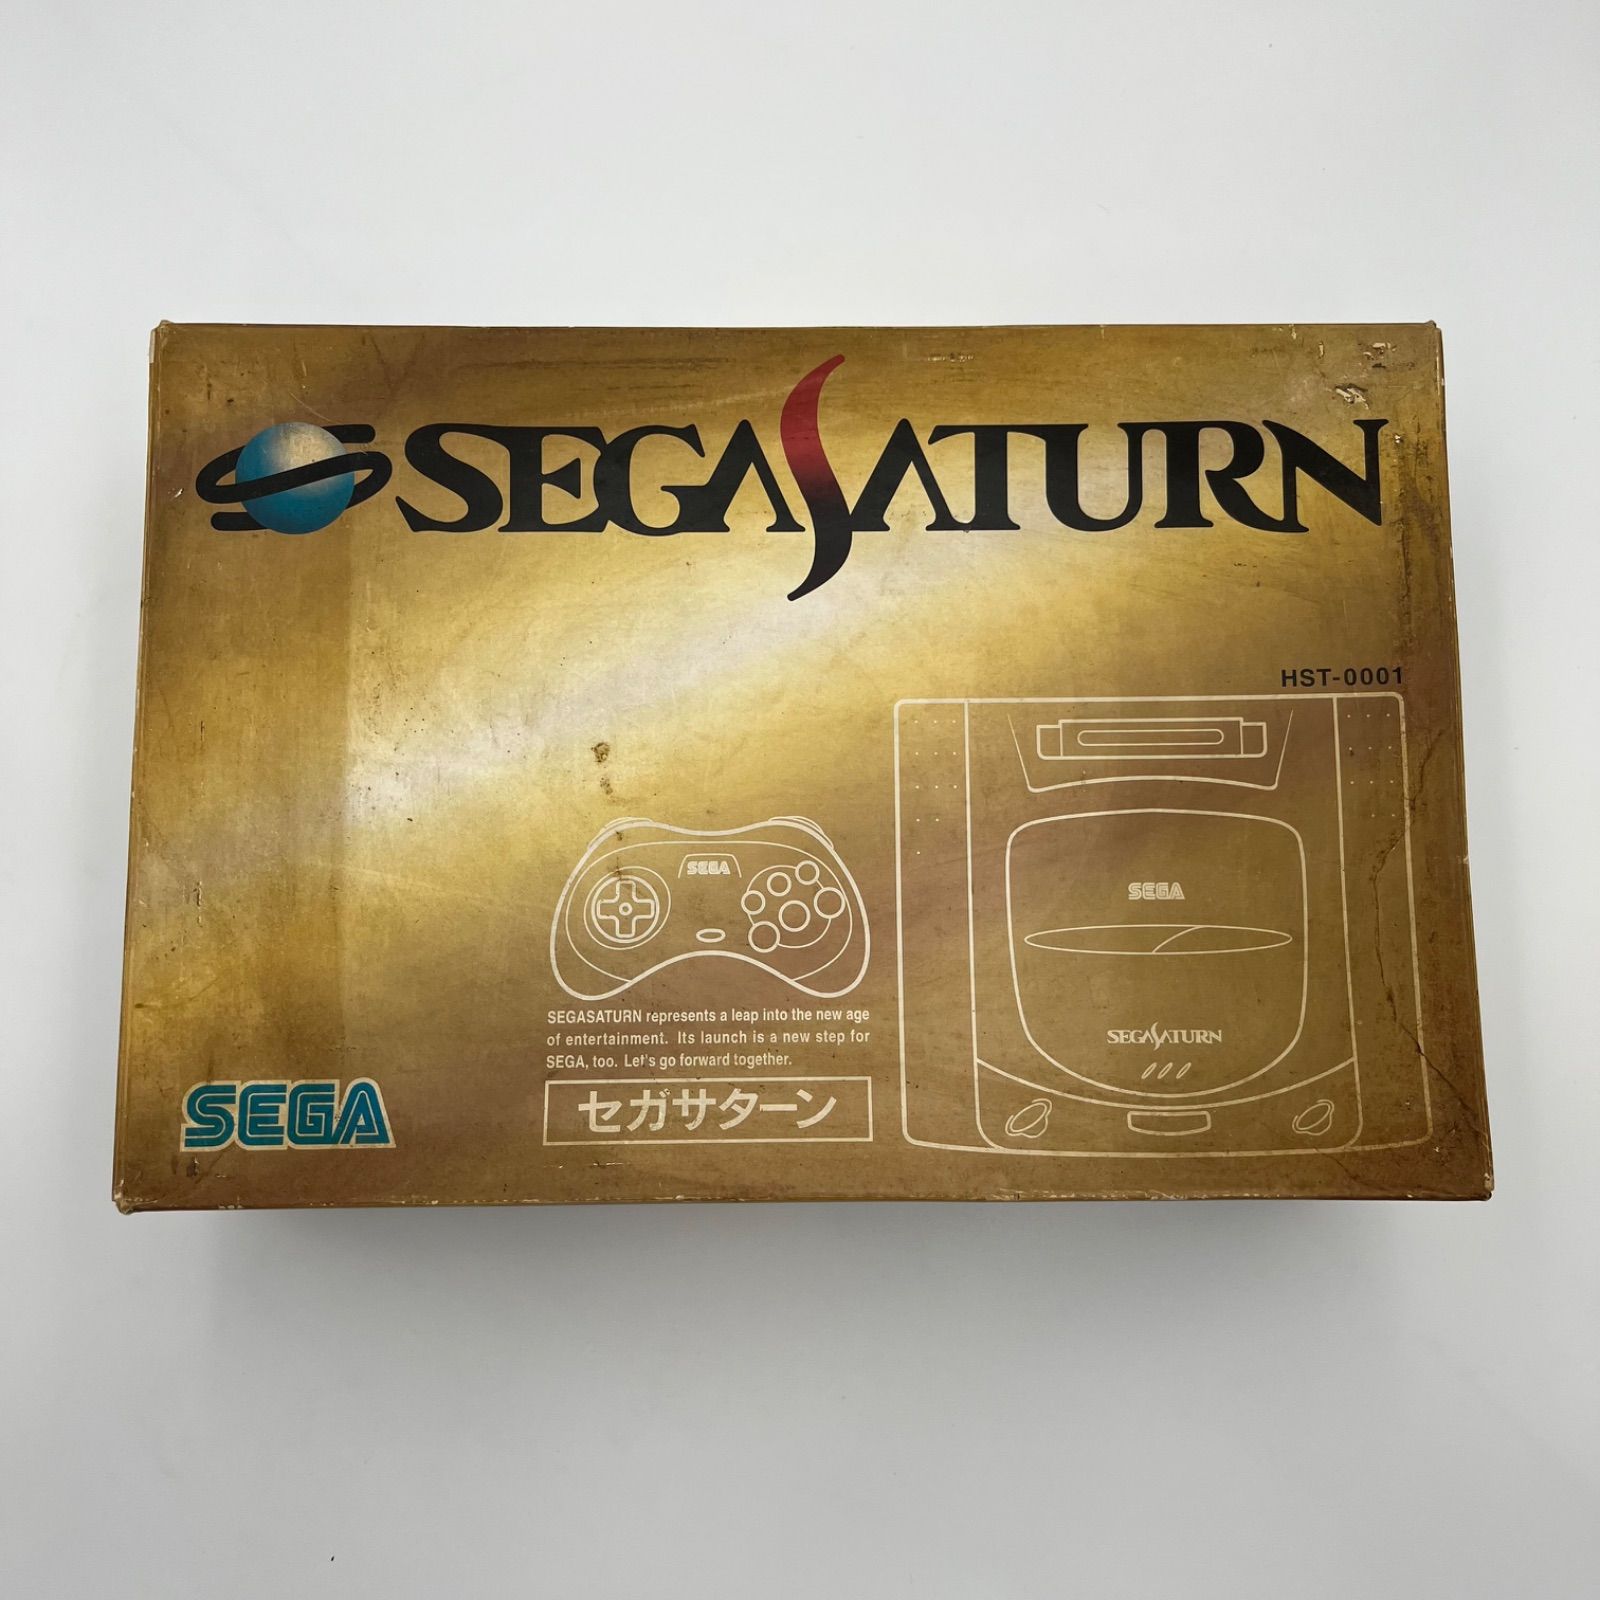 SEGASATURN
HST-0001
SEGA
SEGA
SEGASATURN
SEGASATURN represents a leap into the new age
of entertainment. Its launch is a new step for
SEGA, too. Let's go forward together.
セガサターン
SEGA